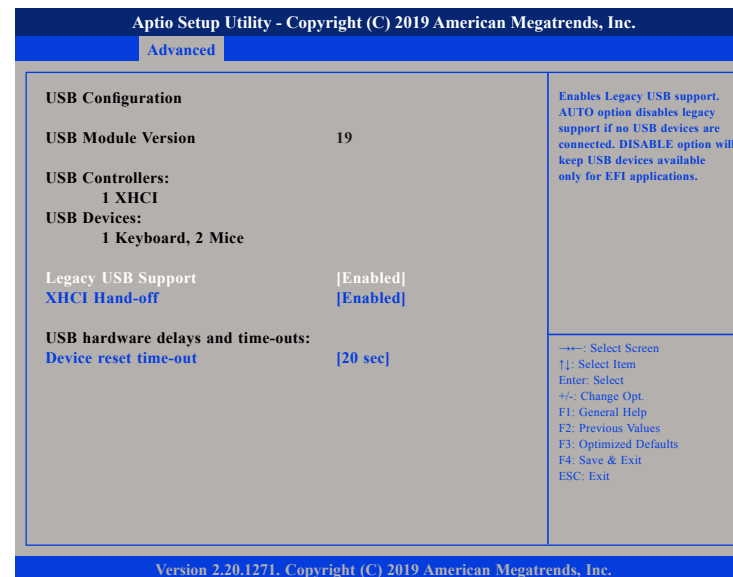 Aptio Setup Utility - Copyright (C) 2019 American Megatrends, Inc.
Advanced
USB Configuration
USB Module Version 19
USB Controllers:
1 XHCI
USB Devices:
1 Keyboard, 2 Mice
Legacy USB Support [Enabled]
XHCI Hand-off [Enabled]
USB hardware delays and time-outs:
Device reset time-out [20 sec]
Enables Legacy USB support.
AUTO option disables legacy
support if no USB devices are
connected. DISABLE option will
keep USB devices available
only for EFI applications.
→←: Select Screen
↑↓: Select Item
Enter: Select
+/-: Change Opt.
F1: General Help
F2: Previous Values
F3: Optimized Defaults
F4: Save & Exit
ESC: Exit
Version 2.20.1271. Copyright (C) 2019 American Megatrends, Inc.